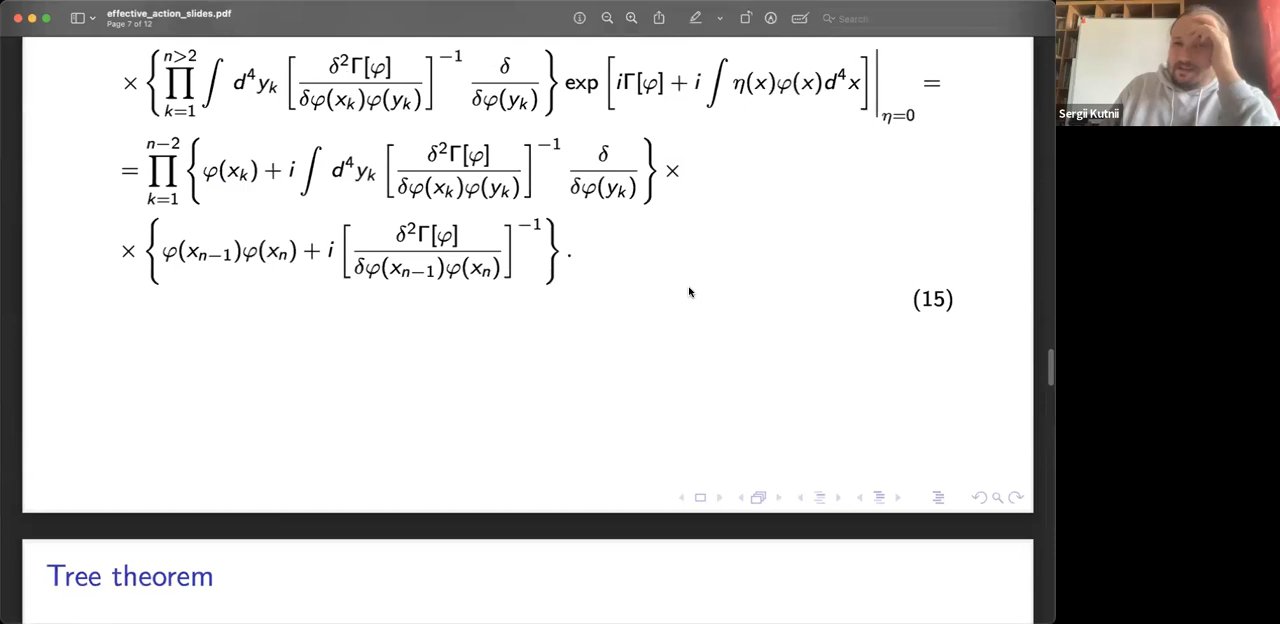 effective_action_slides.pdf
Page 7 of 12
Search
× { ∏_{k=1}^{n>2} ∫ d⁴y_k [ δ²Γ[φ] / δφ(x_k)φ(y_k) ]⁻¹ δ / δφ(y_k) } exp [ iΓ[φ] + i ∫ η(x)φ(x)d⁴x ] |_{η=0} =
= ∏_{k=1}^{n−2} { φ(x_k) + i ∫ d⁴y_k [ δ²Γ[φ] / δφ(x_k)φ(y_k) ]⁻¹ δ / δφ(y_k) } ×
× { φ(x_{n−1})φ(x_n) + i [ δ²Γ[φ] / δφ(x_{n−1})φ(x_n) ]⁻¹ } .
(15)
Tree theorem
Sergii Kutnii